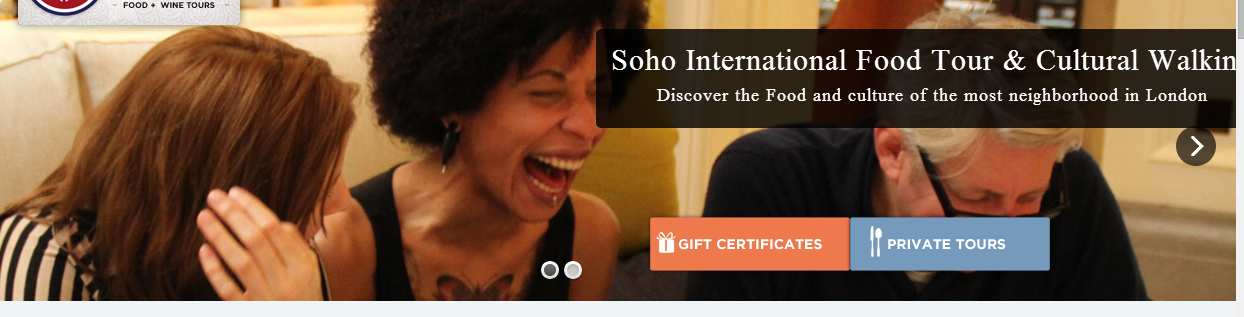 FOOD + WINE TOURS
Soho International Food Tour & Cultural Walkin
Discover the Food and culture of the most neighborhood in London
GIFT CERTIFICATES
PRIVATE TOURS